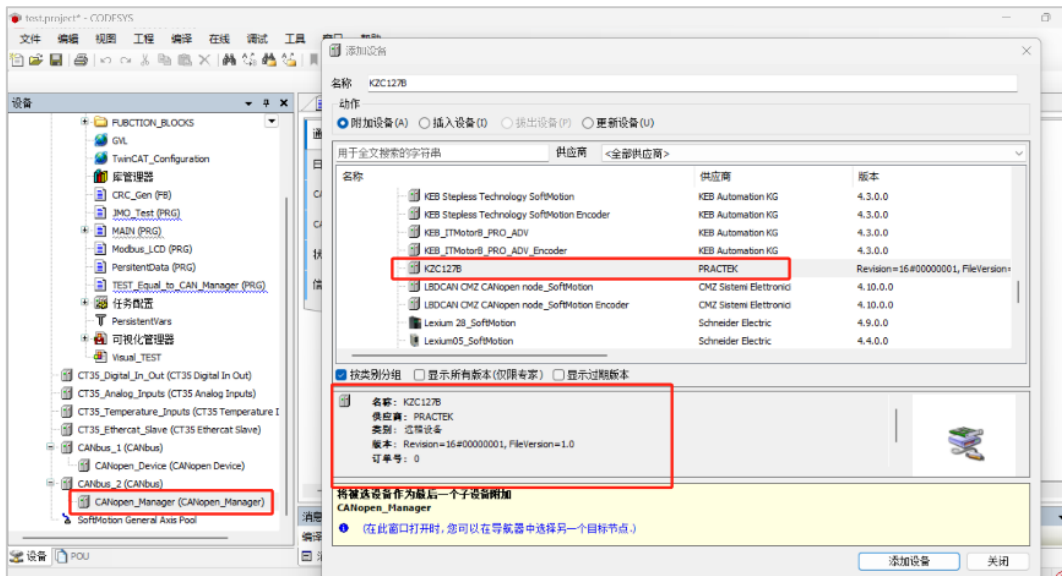 test.project* - CODESYS
文件 编辑 视图 工程 编译 在线 调试 工具
设备
FUBCTION_BLOCKS
GVL
TwinCAT_Configuration
库管理器
CRC_Gen (FB)
JMO_Test (PRG)
MAIN (PRG)
Modbus_LCD (PRG)
PersitentData (PRG)
TEST_Equal_to_CAN_Manager (PRG)
任务配置
PersistentVars
可视化管理器
Visual_TEST
CT35_Digital_In_Out (CT35 Digital In Out)
CT35_Analog_Inputs (CT35 Analog Inputs)
CT35_Temperature_Inputs (CT35 Temperature I
CT35_Ethercat_Slave (CT35 Ethercat Slave)
CANbus_1 (CANbus)
CANopen_Device (CANopen Device)
CANbus_2 (CANbus)
CANopen_Manager (CANopen_Manager)
SoftMotion General Axis Pool
设备 POU
添加设备
名称 KZC127B
动作
附加设备(A) 插入设备(I) 拔出设备(P) 更新设备(U)
用于全文搜索的字符串 供应商 <全部供应商>
名称 供应商 版本
KEB Stepless Technology SoftMotion KEB Automation KG 4.3.0.0
KEB Stepless Technology SoftMotion Encoder KEB Automation KG 4.3.0.0
KEB_ITMotorB_PRO_ADV KEB Automation KG 4.3.0.0
KEB_ITMotorB_PRO_ADV_Encoder KEB Automation KG 4.3.0.0
KZC127B PRACTEK Revision=16#00000001, FileVersion=
LBDCAN CMZ CANopen node_SoftMotion CMZ Sistemi Elettronici 4.10.0.0
LBDCAN CMZ CANopen node_SoftMotion Encoder CMZ Sistemi Elettronici 4.10.0.0
Lexium 28_SoftMotion Schneider Electric 4.9.0.0
Lexium05_SoftMotion Schneider Electric 4.4.0.0
按类别分组 显示所有版本(仅限专家) 显示过期版本
名称: KZC127B
供应商: PRACTEK
类别: 远程设备
版本: Revision=16#00000001, FileVersion=1.0
订单号: 0
将被选设备作为最后一个子设备附加
CANopen_Manager
(在此窗口打开时,您可以在导航器中选择另一个目标节点.)
添加设备 关闭
消息
编译